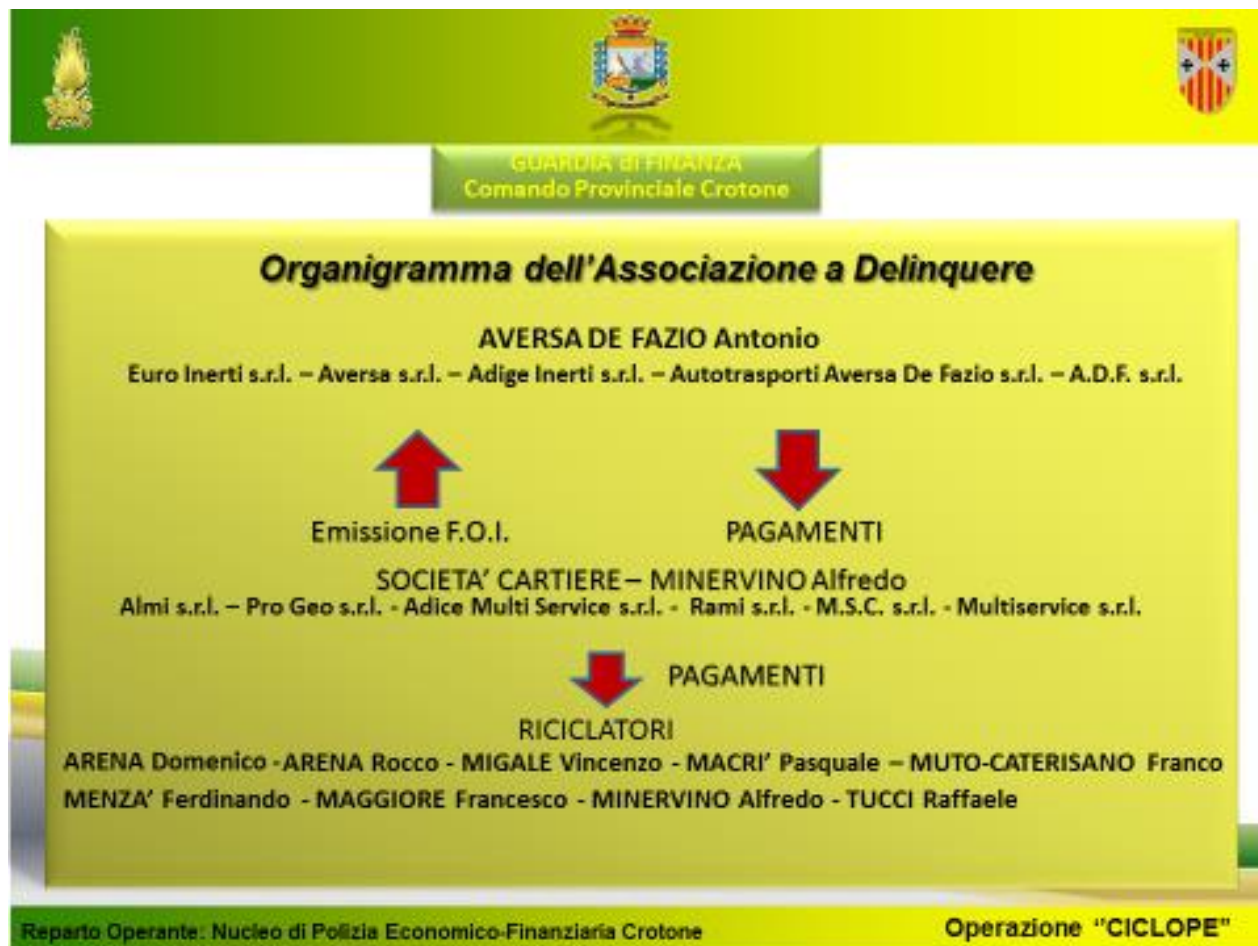 GUARDIA di FINANZA
Comando Provinciale Crotone
Organigramma dell'Associazione a Delinquere
AVERSA DE FAZIO Antonio
Euro Inerti s.r.l. – Aversa s.r.l. – Adige Inerti s.r.l. – Autotrasporti Aversa De Fazio s.r.l. – A.D.F. s.r.l.
Emissione F.O.I. PAGAMENTI
SOCIETA' CARTIERE – MINERVINO Alfredo
Almi s.r.l. – Pro Geo s.r.l. - Adice Multi Service s.r.l. - Rami s.r.l. - M.S.C. s.r.l. - Multiservice s.r.l.
PAGAMENTI
RICICLATORI
ARENA Domenico - ARENA Rocco - MIGALE Vincenzo - MACRI' Pasquale – MUTO-CATERISANO Franco
MENZA' Ferdinando - MAGGIORE Francesco - MINERVINO Alfredo - TUCCI Raffaele
Reparto Operante: Nucleo di Polizia Economico-Finanziaria Crotone
Operazione "CICLOPE"